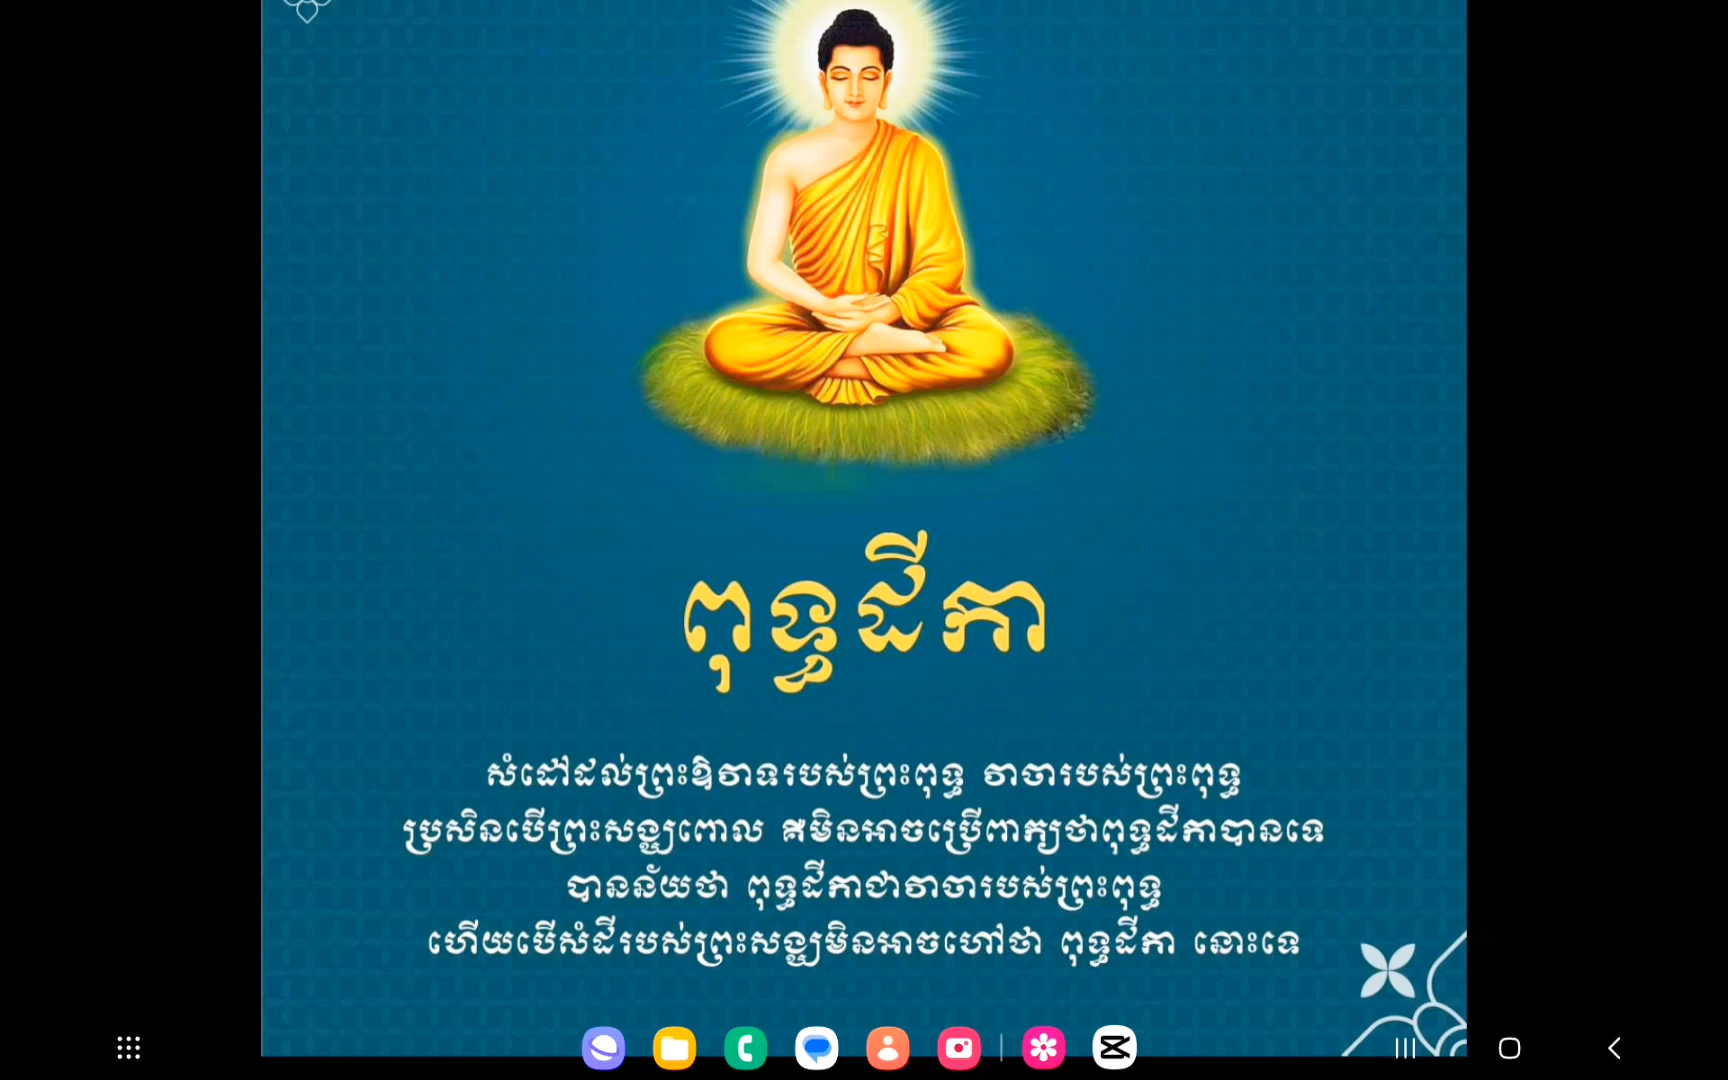 ពុទ្ធដីកា
សំដៅដល់ព្រះឱវាទរបស់ព្រះពុទ្ធ វាចារបស់ព្រះពុទ្ធ
ប្រសិនបើព្រះសង្ឃពោល គឺមិនអាចប្រើពាក្យថាពុទ្ធដីកាបានទេ
បានន័យថា ពុទ្ធដីកាជាវាចារបស់ព្រះពុទ្ធ
ហើយបើសំដីរបស់ព្រះសង្ឃមិនអាចហៅថា ពុទ្ធដីកា នោះទេ